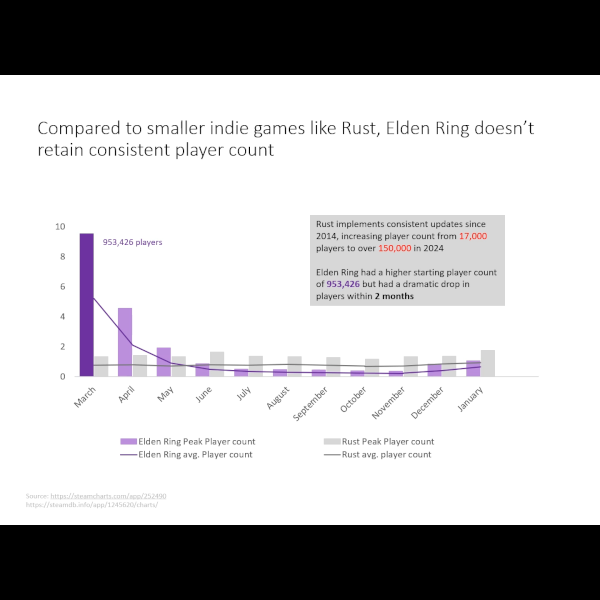 Compared to smaller indie games like Rust, Elden Ring doesn't
retain consistent player count
10
8
6
4
2
0
953,426 players
Rust implements consistent updates since
2014, increasing player count from 17,000
players to over 150,000 in 2024
Elden Ring had a higher starting player count
of 953,426 but had a dramatic drop in
players within 2 months
March
April
May
June
July
August
September
October
November
December
January
Elden Ring Peak Player count
Rust Peak Player count
Elden Ring avg. Player count
Rust avg. player count
Source: https://steamcharts.com/app/252490
https://steamdb.info/app/1245620/charts/